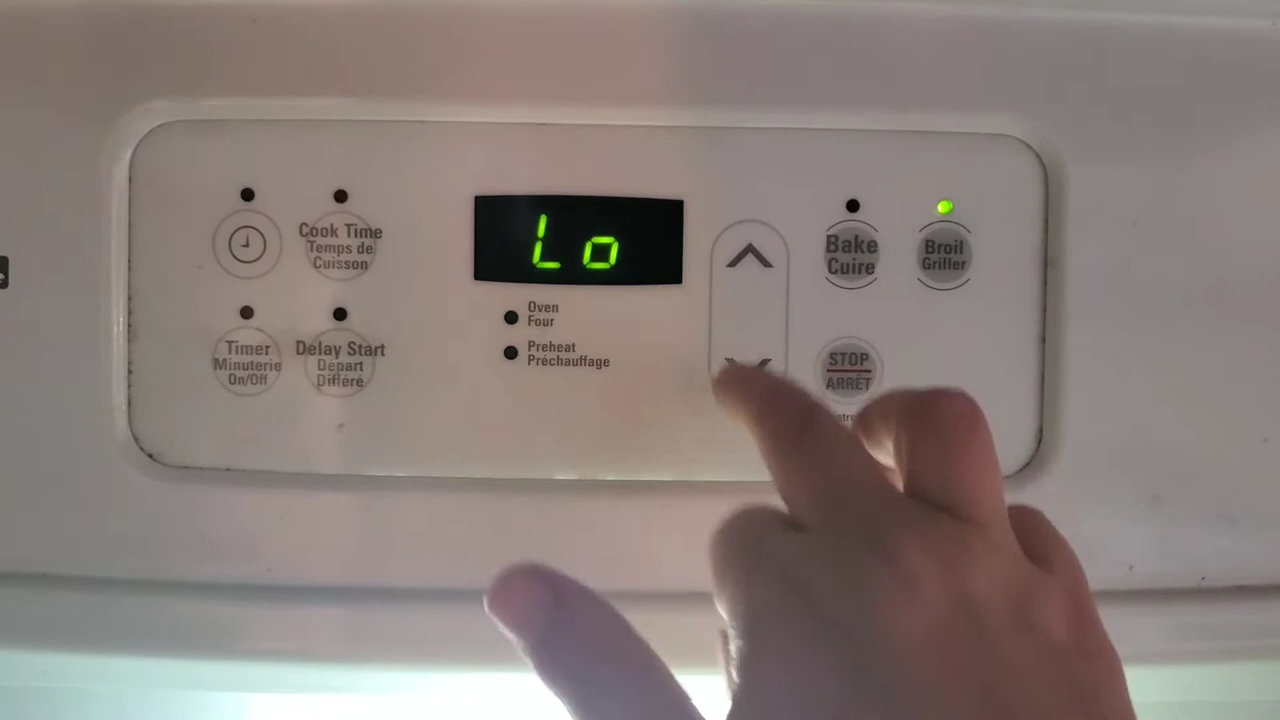 Cook Time
Temps de
Cuisson
Timer
Minuterie
On/Off
Delay Start
Départ
Différé
Lo
Oven
Four
Preheat
Préchauffage
Bake
Cuire
Broil
Griller
STOP
ARRÊT